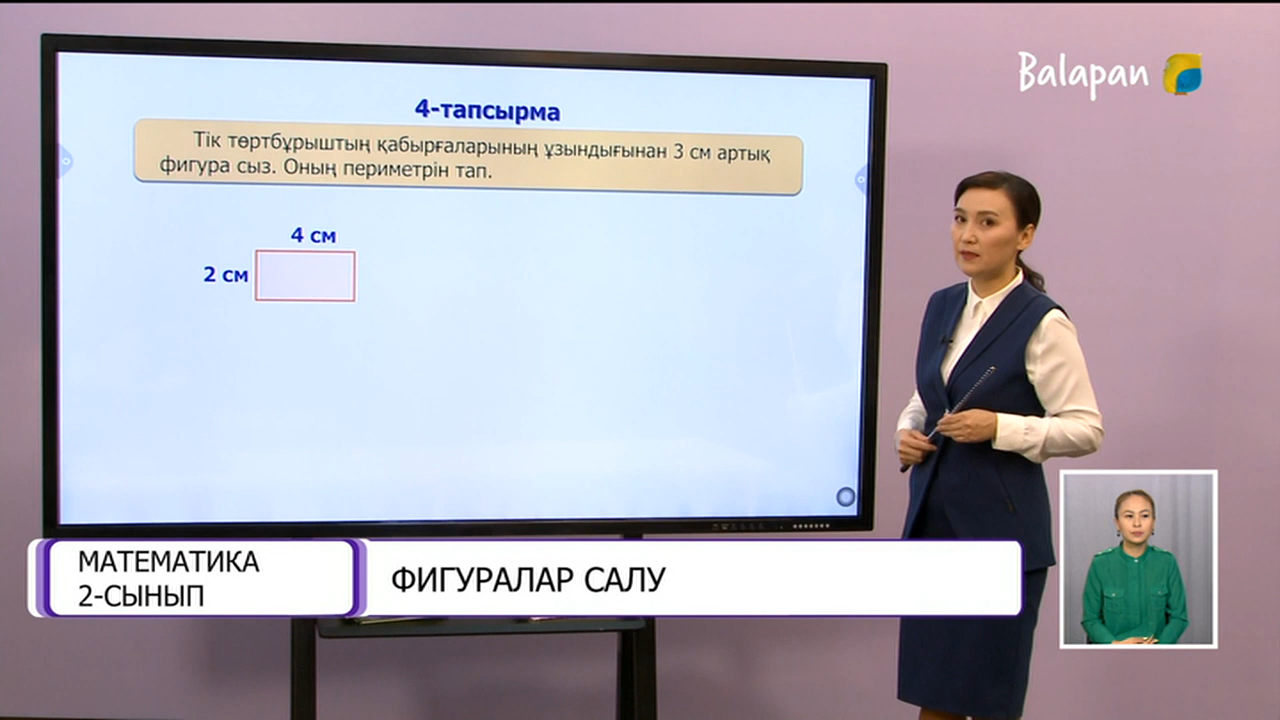 Balapan
4-тапсырма
Тік төртбұрыштың қабырғаларының ұзындығынан 3 см артық
фигура сыз. Оның периметрін тап.
4 см
2 см
МАТЕМАТИКА
2-СЫНЫП
ФИГУРАЛАР САЛУ